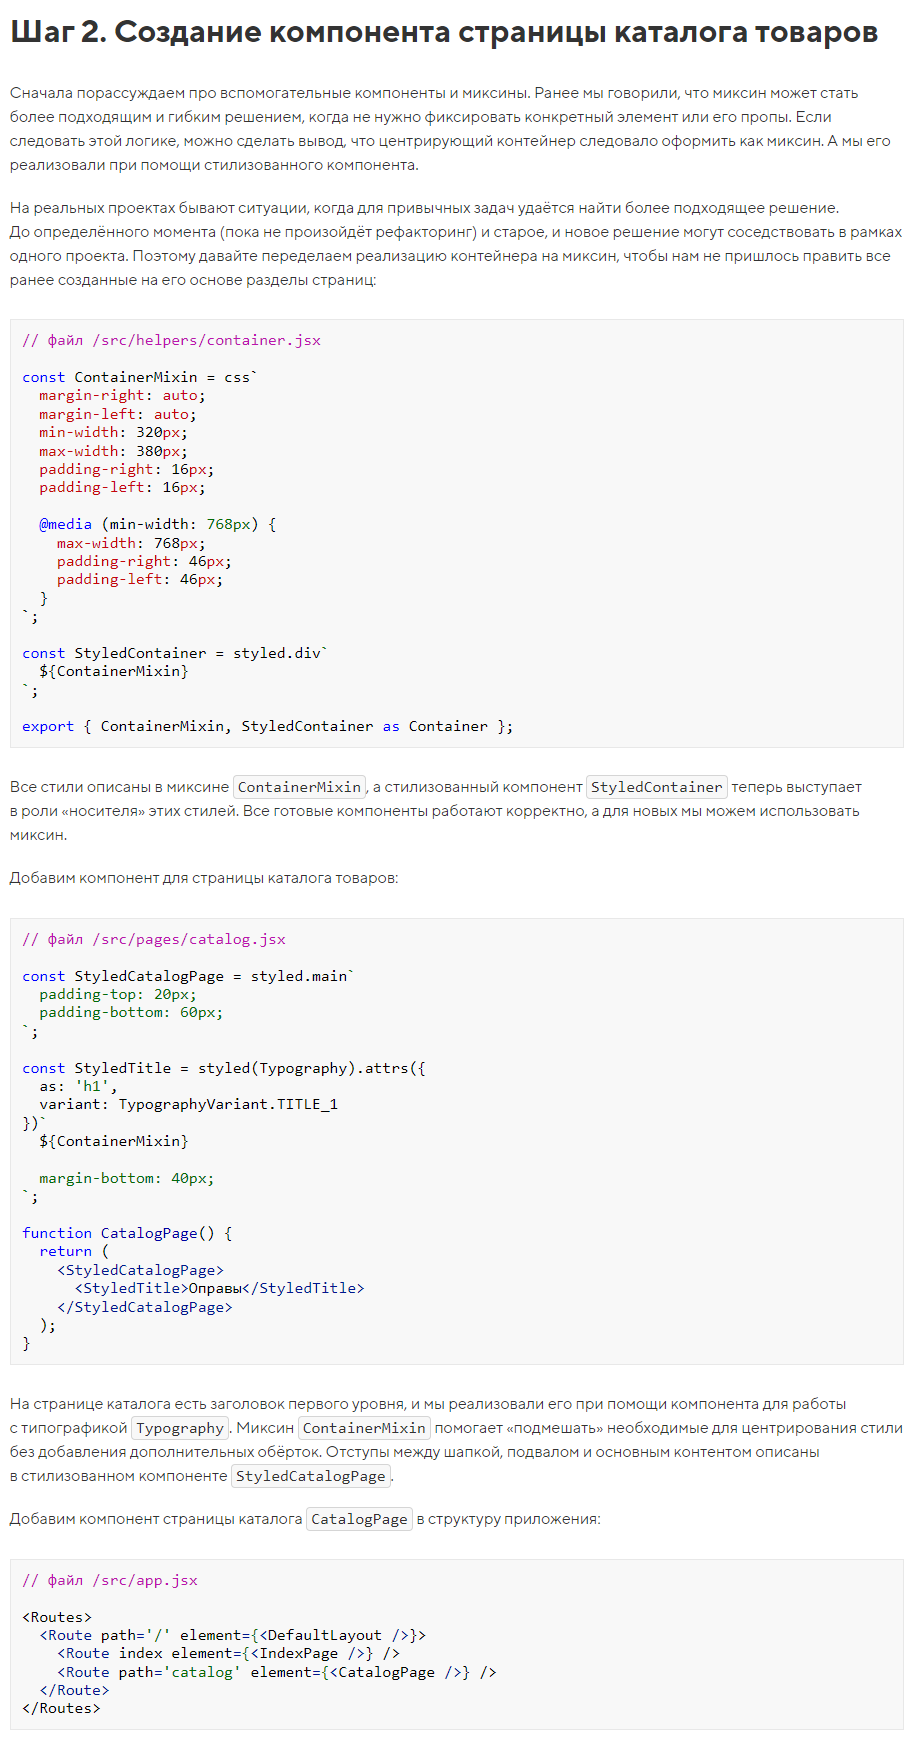 Шаг 2. Создание компонента страницы каталога товаров
Сначала порассуждаем про вспомогательные компоненты и миксины. Ранее мы говорили, что миксин может стать
более подходящим и гибким решением, когда не нужно фиксировать конкретный элемент или его пропы. Если
следовать этой логике, можно сделать вывод, что центрирующий контейнер следовало оформить как миксин. А мы его
реализовали при помощи стилизованного компонента.
На реальных проектах бывают ситуации, когда для привычных задач удаётся найти более подходящее решение.
До определённого момента (пока не произойдёт рефакторинг) и старое, и новое решение могут соседствовать в рамках
одного проекта. Поэтому давайте переделаем реализацию контейнера на миксин, чтобы нам не пришлось править все
ранее созданные на его основе разделы страниц:
// файл /src/helpers/container.jsx
const ContainerMixin = css`
  margin-right: auto;
  margin-left: auto;
  min-width: 320px;
  max-width: 380px;
  padding-right: 16px;
  padding-left: 16px;
  @media (min-width: 768px) {
    max-width: 768px;
    padding-right: 46px;
    padding-left: 46px;
  }
`;
const StyledContainer = styled.div`
  ${ContainerMixin}
`;
export { ContainerMixin, StyledContainer as Container };
Все стили описаны в миксине ContainerMixin, а стилизованный компонент StyledContainer теперь выступает
в роли «носителя» этих стилей. Все готовые компоненты работают корректно, а для новых мы можем использовать
миксин.
Добавим компонент для страницы каталога товаров:
// файл /src/pages/catalog.jsx
const StyledCatalogPage = styled.main`
  padding-top: 20px;
  padding-bottom: 60px;
`;
const StyledTitle = styled(Typography).attrs({
  as: 'h1',
  variant: TypographyVariant.TITLE_1
})`
  ${ContainerMixin}
  margin-bottom: 40px;
`;
function CatalogPage() {
  return (
    <StyledCatalogPage>
      <StyledTitle>Оправы</StyledTitle>
    </StyledCatalogPage>
  );
}
На странице каталога есть заголовок первого уровня, и мы реализовали его при помощи компонента для работы
с типографикой Typography. Миксин ContainerMixin помогает «подмешать» необходимые для центрирования стили
без добавления дополнительных обёрток. Отступы между шапкой, подвалом и основным контентом описаны
в стилизованном компоненте StyledCatalogPage.
Добавим компонент страницы каталога CatalogPage в структуру приложения:
// файл /src/app.jsx
<Routes>
  <Route path='/' element={<DefaultLayout />}>
    <Route index element={<IndexPage />} />
    <Route path='catalog' element={<CatalogPage />} />
  </Route>
</Routes>